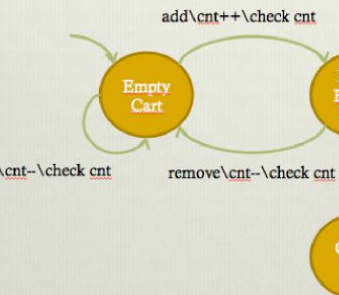 add\cnt++\check cnt
Empty
Cart
\cnt--\check cnt
remove\cnt--\check cnt